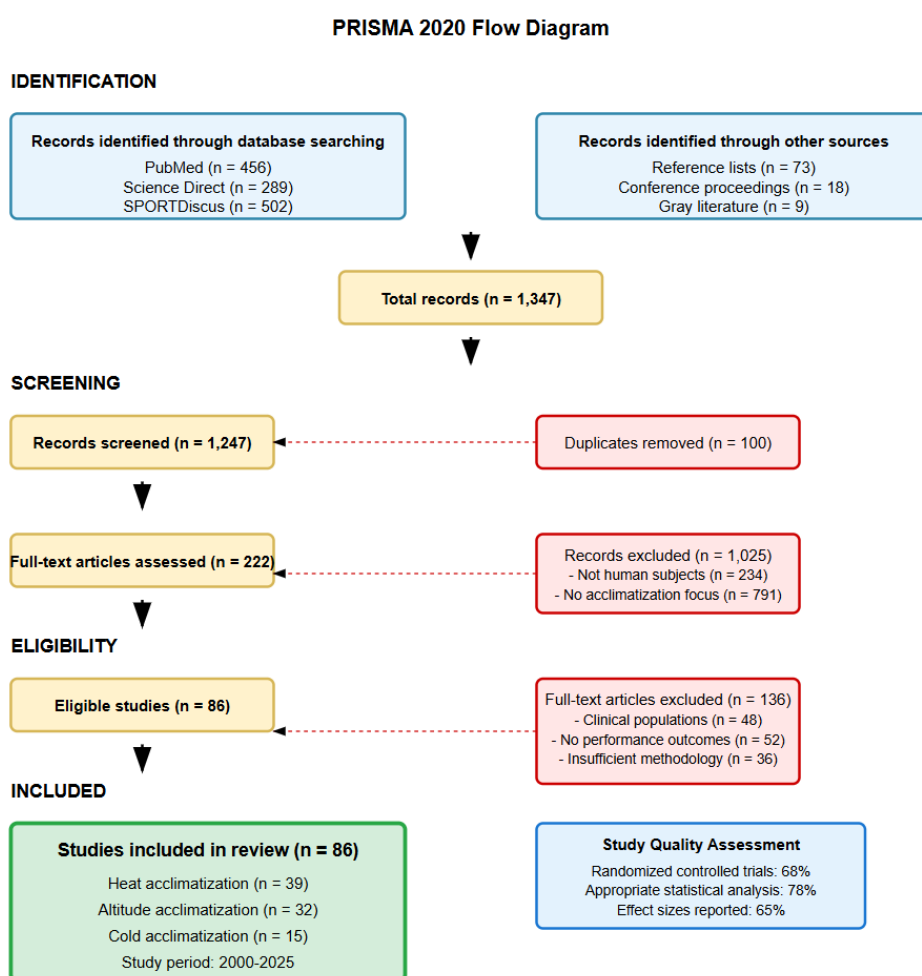 PRISMA 2020 Flow Diagram
IDENTIFICATION
Records identified through database searching
PubMed (n = 456)
Science Direct (n = 289)
SPORTDiscus (n = 502)
Records identified through other sources
Reference lists (n = 73)
Conference proceedings (n = 18)
Gray literature (n = 9)
Total records (n = 1,347)
SCREENING
Records screened (n = 1,247)
Duplicates removed (n = 100)
Full-text articles assessed (n = 222)
Records excluded (n = 1,025)
- Not human subjects (n = 234)
- No acclimatization focus (n = 791)
ELIGIBILITY
Eligible studies (n = 86)
Full-text articles excluded (n = 136)
- Clinical populations (n = 48)
- No performance outcomes (n = 52)
- Insufficient methodology (n = 36)
INCLUDED
Studies included in review (n = 86)
Heat acclimatization (n = 39)
Altitude acclimatization (n = 32)
Cold acclimatization (n = 15)
Study period: 2000-2025
Study Quality Assessment
Randomized controlled trials: 68%
Appropriate statistical analysis: 78%
Effect sizes reported: 65%